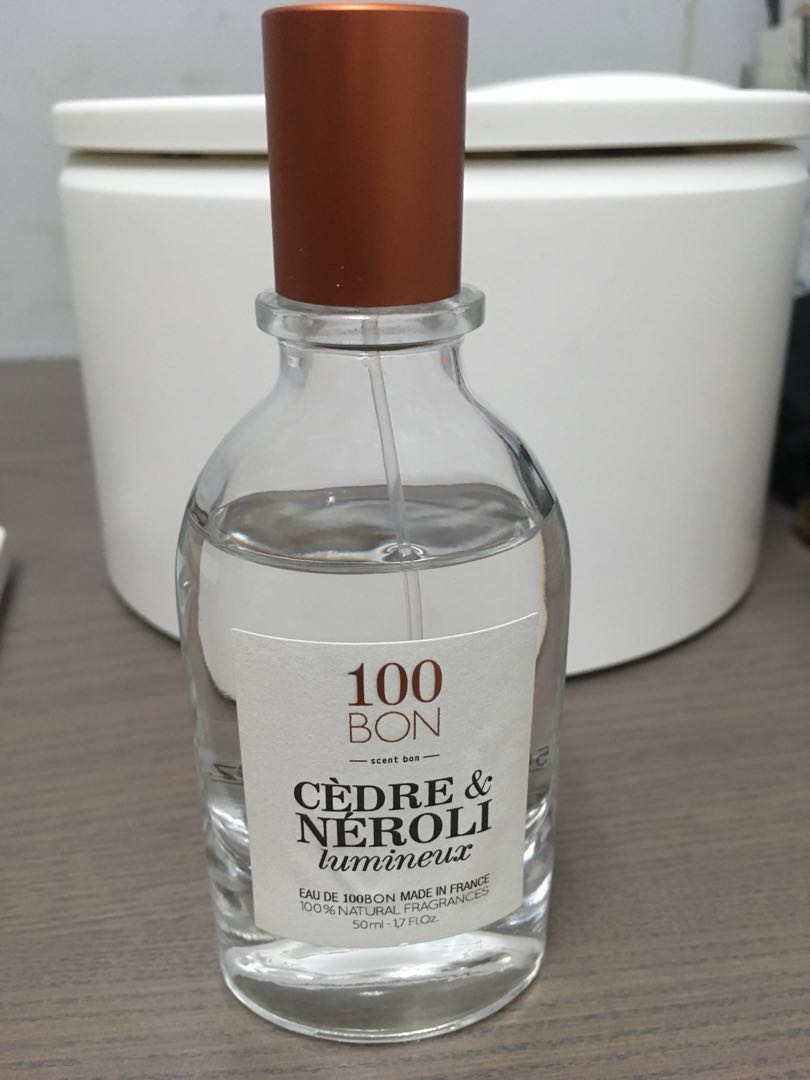 100
BON
scent bon
CÈDRE &
NÉROLI
lumineux
EAU DE 100BON MADE IN FRANCE
100% NATURAL FRAGRANCES
50ml - 1,7 Fl.Oz.